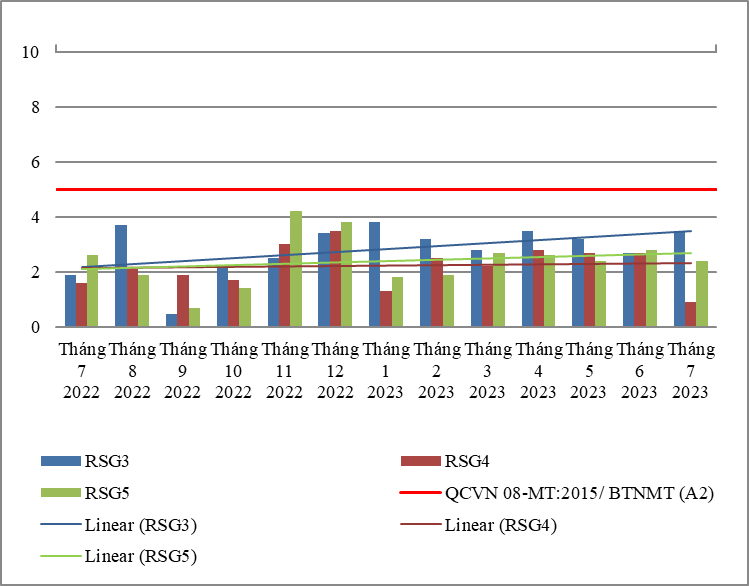 10
8
6
4
2
0
Tháng Tháng Tháng Tháng Tháng Tháng Tháng Tháng Tháng Tháng Tháng Tháng Tháng
7 8 9 10 11 12 1 2 3 4 5 6 7
2022 2022 2022 2022 2022 2022 2023 2023 2023 2023 2023 2023 2023
RSG3 RSG4
RSG5 QCVN 08-MT:2015/ BTNMT (A2)
Linear (RSG3) Linear (RSG4)
Linear (RSG5)